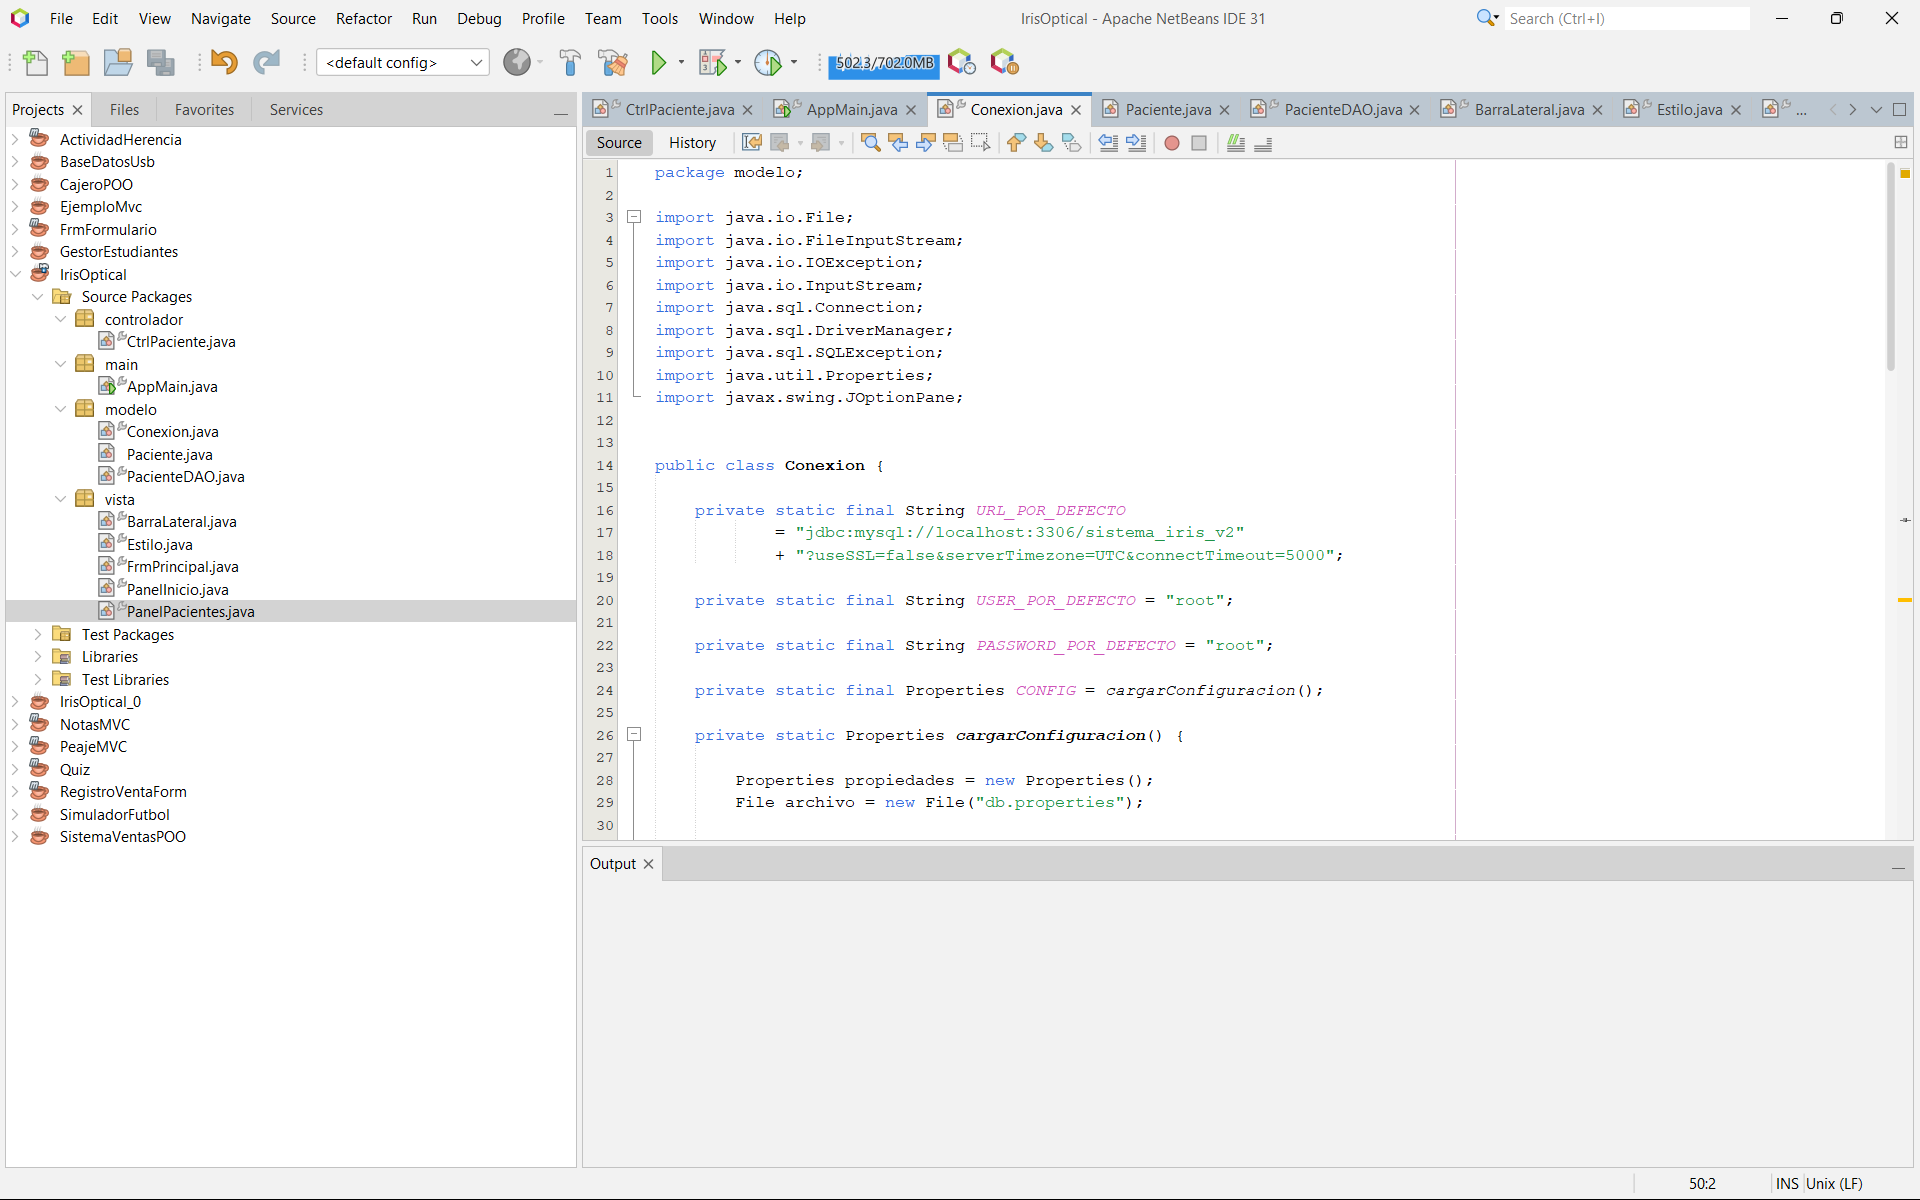 File Edit View Navigate Source Refactor Run Debug Profile Team Tools Window Help
IrisOptical - Apache NetBeans IDE 31
Search (Ctrl+I)
<default config>
502.3/702.0MB
Projects
Files
Favorites
Services
ActividadHerencia
BaseDatosUsb
CajeroPOO
EjemploMvc
FrmFormulario
GestorEstudiantes
IrisOptical
Source Packages
controlador
CtrlPaciente.java
main
AppMain.java
modelo
Conexion.java
Paciente.java
PacienteDAO.java
vista
BarraLateral.java
Estilo.java
FrmPrincipal.java
PanelInicio.java
PanelPacientes.java
Test Packages
Libraries
Test Libraries
IrisOptical_0
NotasMVC
PeajeMVC
Quiz
RegistroVentaForm
SimuladorFutbol
SistemaVentasPOO
CtrlPaciente.java AppMain.java Conexion.java Paciente.java PacienteDAO.java BarraLateral.java Estilo.java ...
Source History
1 package modelo;
2
3 import java.io.File;
4 import java.io.FileInputStream;
5 import java.io.IOException;
6 import java.io.InputStream;
7 import java.sql.Connection;
8 import java.sql.DriverManager;
9 import java.sql.SQLException;
10 import java.util.Properties;
11 import javax.swing.JOptionPane;
12
13
14 public class Conexion {
15
16 private static final String URL_POR_DEFECTO
17 = "jdbc:mysql://localhost:3306/sistema_iris_v2"
18 + "?useSSL=false&serverTimezone=UTC&connectTimeout=5000";
19
20 private static final String USER_POR_DEFECTO = "root";
21
22 private static final String PASSWORD_POR_DEFECTO = "root";
23
24 private static final Properties CONFIG = cargarConfiguracion();
25
26 private static Properties cargarConfiguracion() {
27
28 Properties propiedades = new Properties();
29 File archivo = new File("db.properties");
30
Output
50:2
INS
Unix (LF)